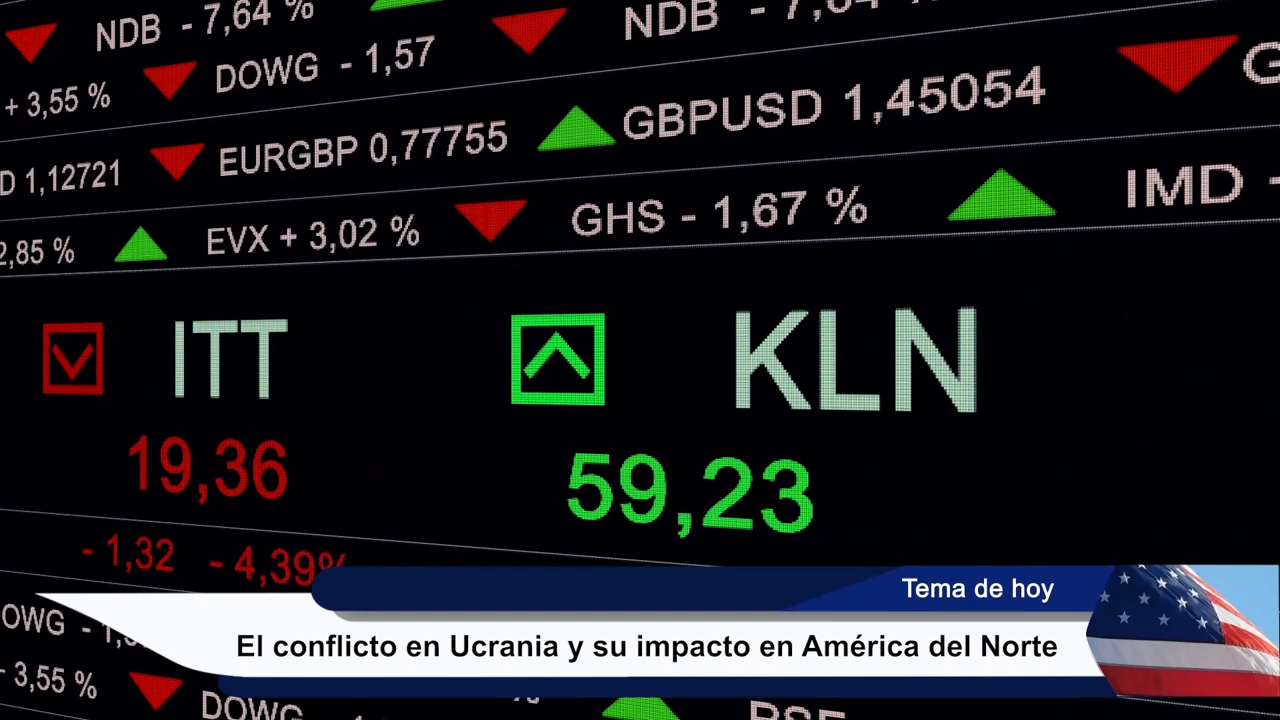 NDB - 7,64 %
NDB - 7,64
+ 3,55 %
DOWG - 1,57
D 1,12721
EURGBP 0,77755
GBPUSD 1,45054
2,85 %
EVX + 3,02 %
GHS - 1,67 %
IMD
ITT
KLN
19,36
59,23
- 1,32 - 4,39%
Tema de hoy
El conflicto en Ucrania y su impacto en América del Norte
OWG -
- 3,55 %
DOWG